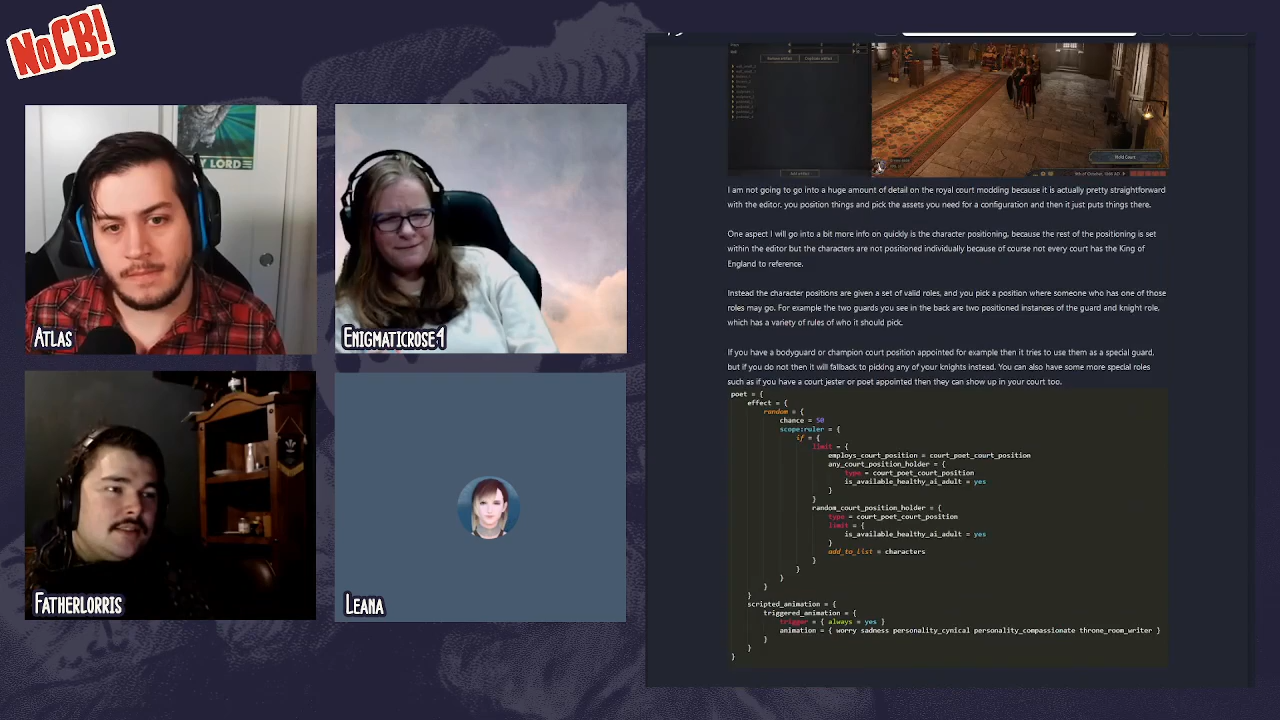 NoCB!
Y LORD
ATLAS
ENIGMATICROSE4
FATHERLORRIS
LEANA
Hold Court
I am not going to go into a huge amount of detail on the royal court modding because it is actually pretty straightforward
with the editor, you position things and pick the assets you need for a configuration and then it just puts things there.
One aspect I will go into a bit more info on quickly is the character positioning, because the rest of the positioning is set
within the editor but the characters are not positioned individually because of course not every court has the King of
England to reference.
Instead the character positions are given a set of valid roles, and you pick a position where someone who has one of those
roles may go. For example the two guards you see in the back are two positioned instances of the guard and knight role,
which has a variety of rules of who it should pick.
If you have a bodyguard or champion court position appointed for example then it tries to use them as a special guard,
but if you do not then it will fallback to picking any of your knights instead. You can also have some more special roles
such as if you have a court jester or poet appointed then they can show up in your court too.
poet = {
effect = {
random = {
chance = 50
scope:ruler = {
if = {
limit = {
employs_court_position = court_poet_court_position
any_court_position_holder = {
type = court_poet_court_position
is_available_healthy_ai_adult = yes
}
}
random_court_position_holder = {
type = court_poet_court_position
limit = {
is_available_healthy_ai_adult = yes
}
add_to_list = characters
}
}
}
}
}
scripted_animation = {
triggered_animation = {
trigger = { always = yes }
animation = { worry sadness personality_cynical personality_compassionate throne_room_writer }
}
}
}